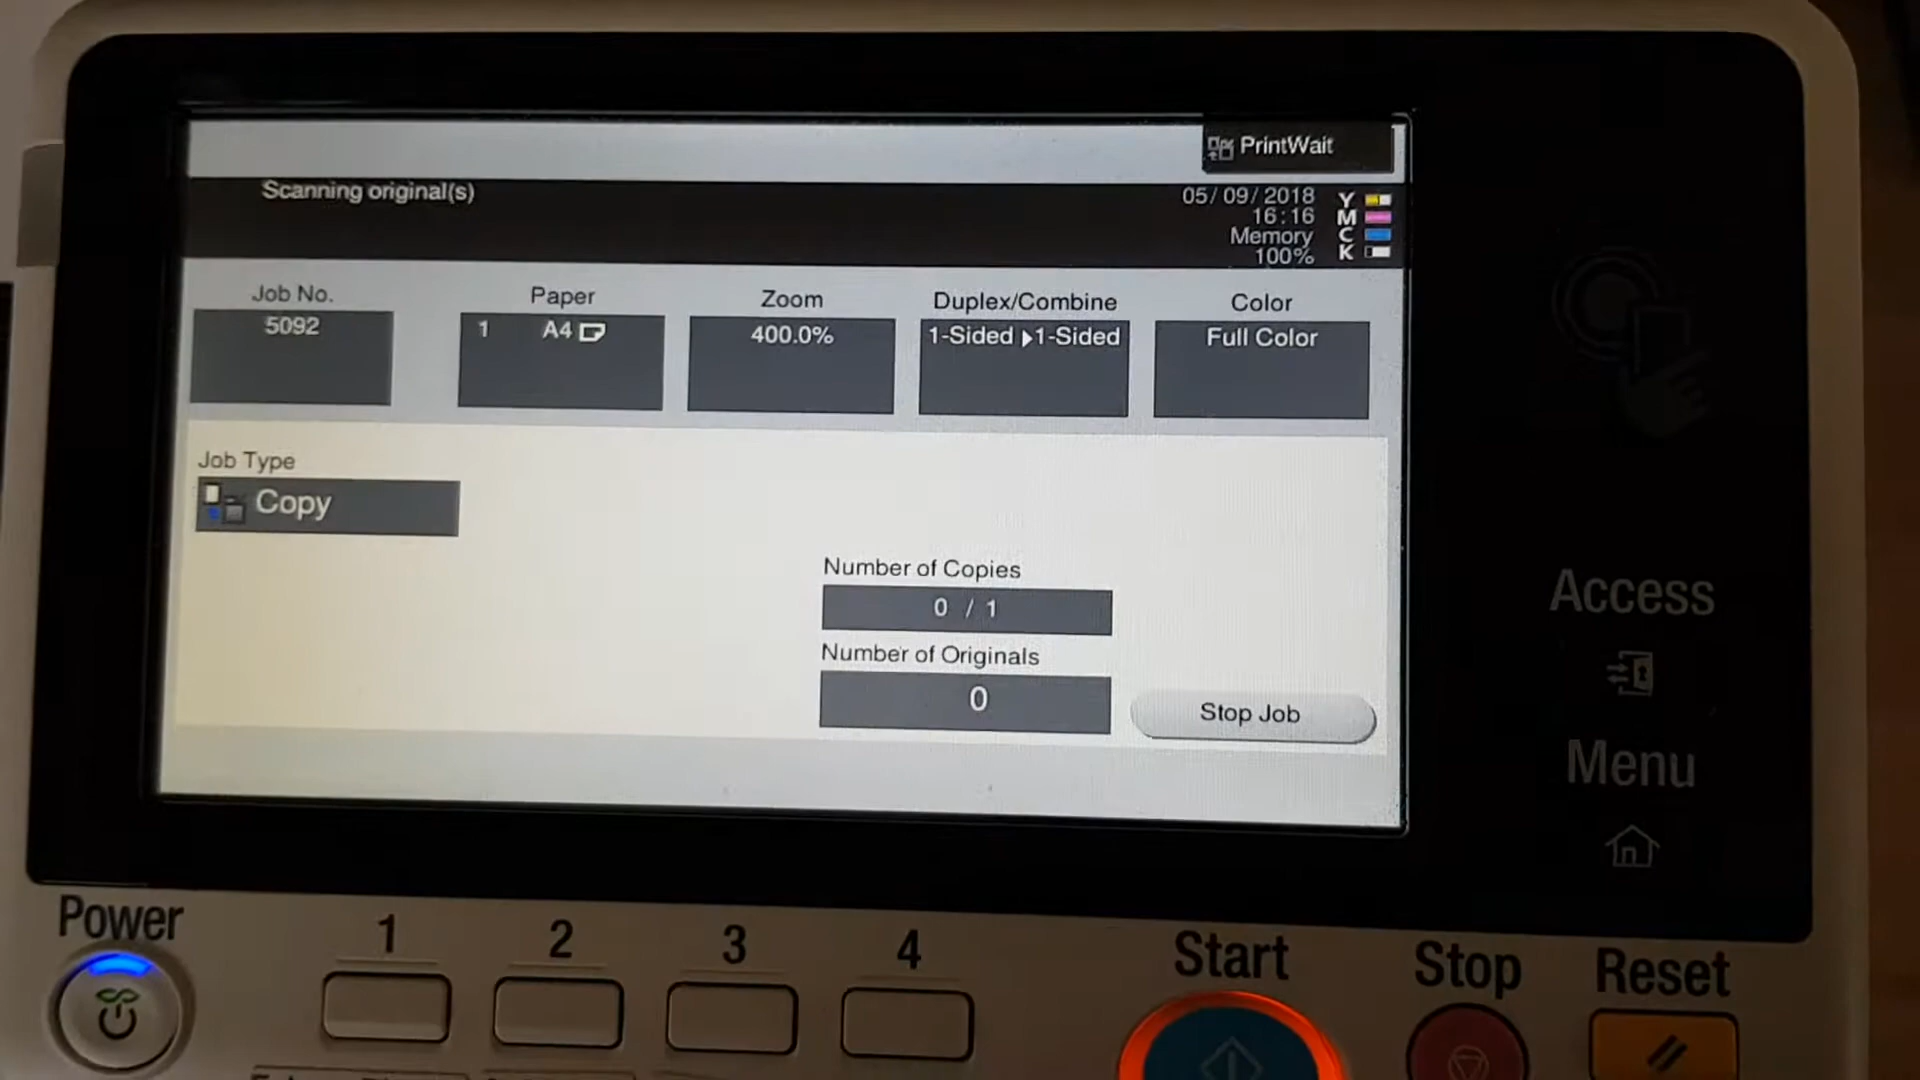 PrintWait
Scanning original(s)
05/09/2018
16:16
Memory
100%
Y
M
C
K
Job No.
5092
Paper
1 A4
Zoom
400.0%
Duplex/Combine
1-Sided ▶ 1-Sided
Color
Full Color
Job Type
Copy
Number of Copies
0 / 1
Number of Originals
0
Stop Job
Access
Menu
Power
1 2 3 4
Start
Stop
Reset